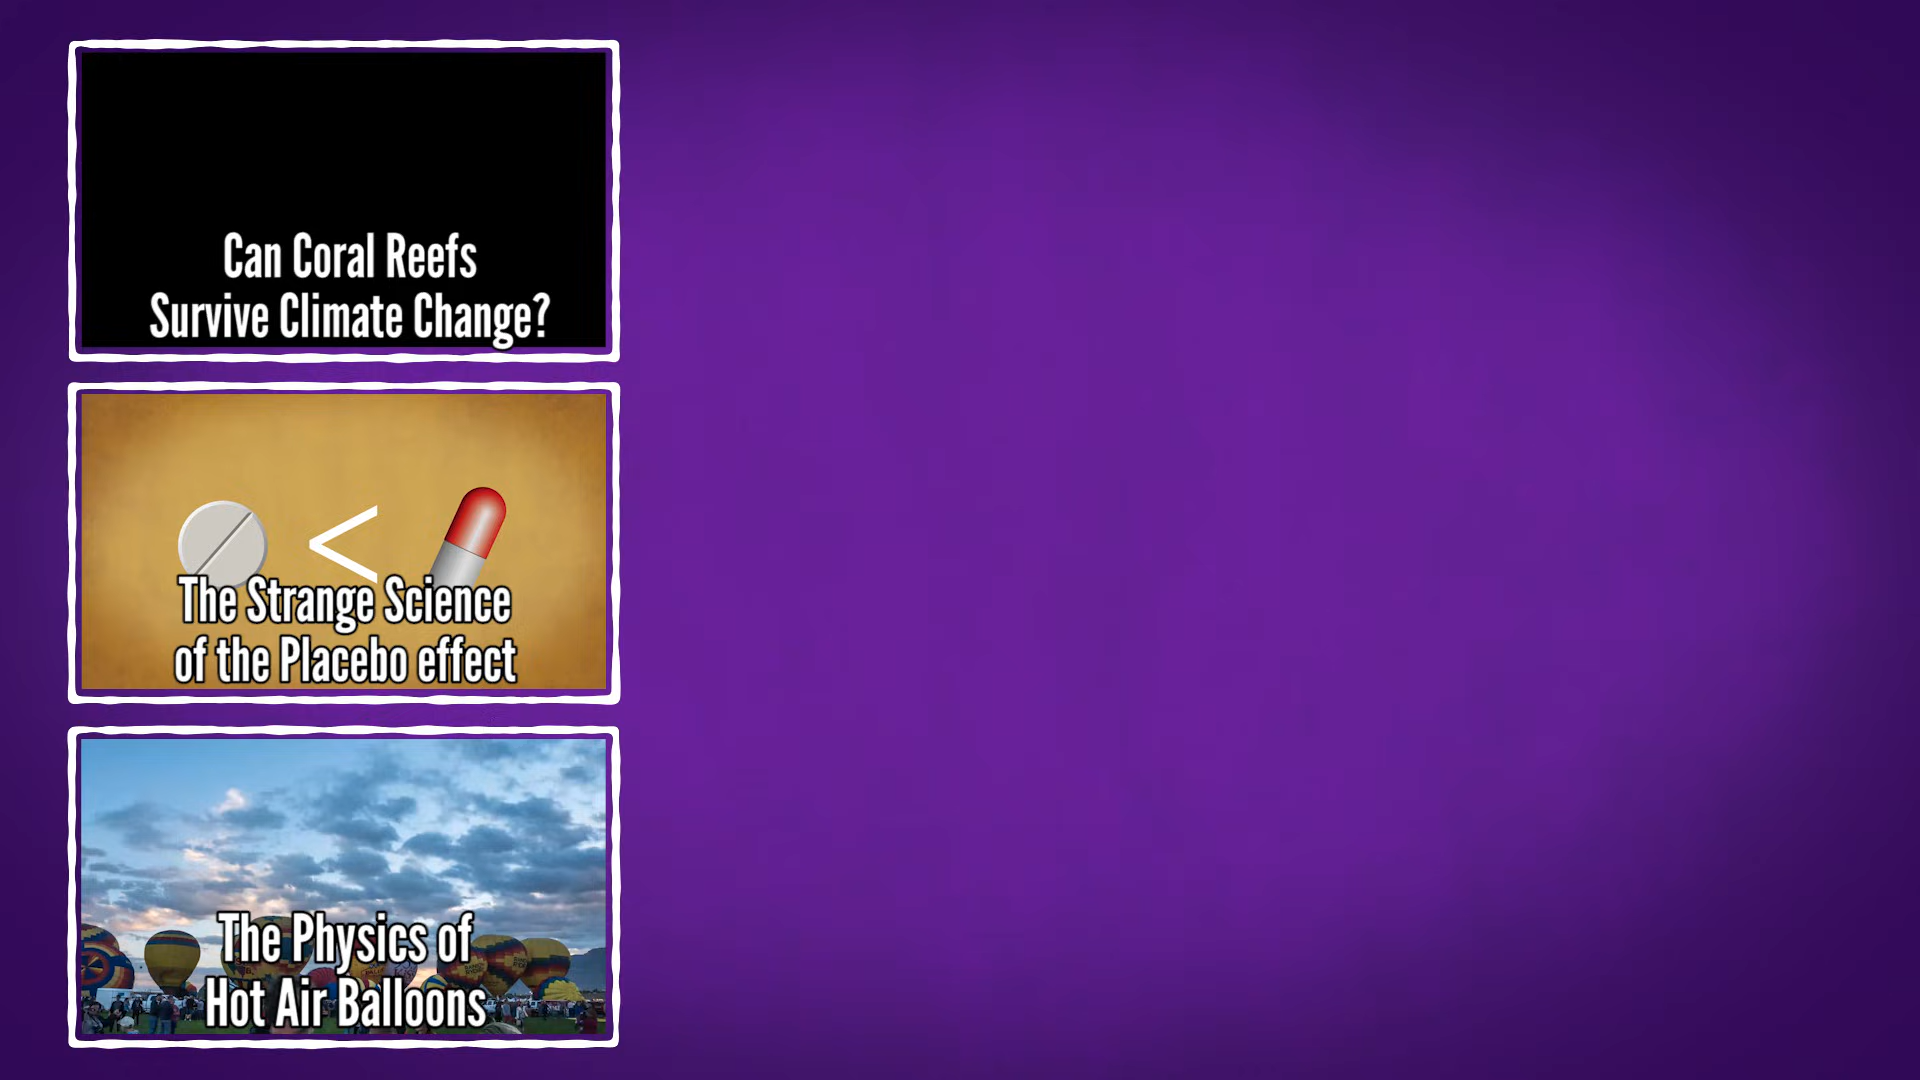 Can Coral Reefs
Survive Climate Change?
<
The Strange Science
of the Placebo effect
The Physics of
Hot Air Balloons